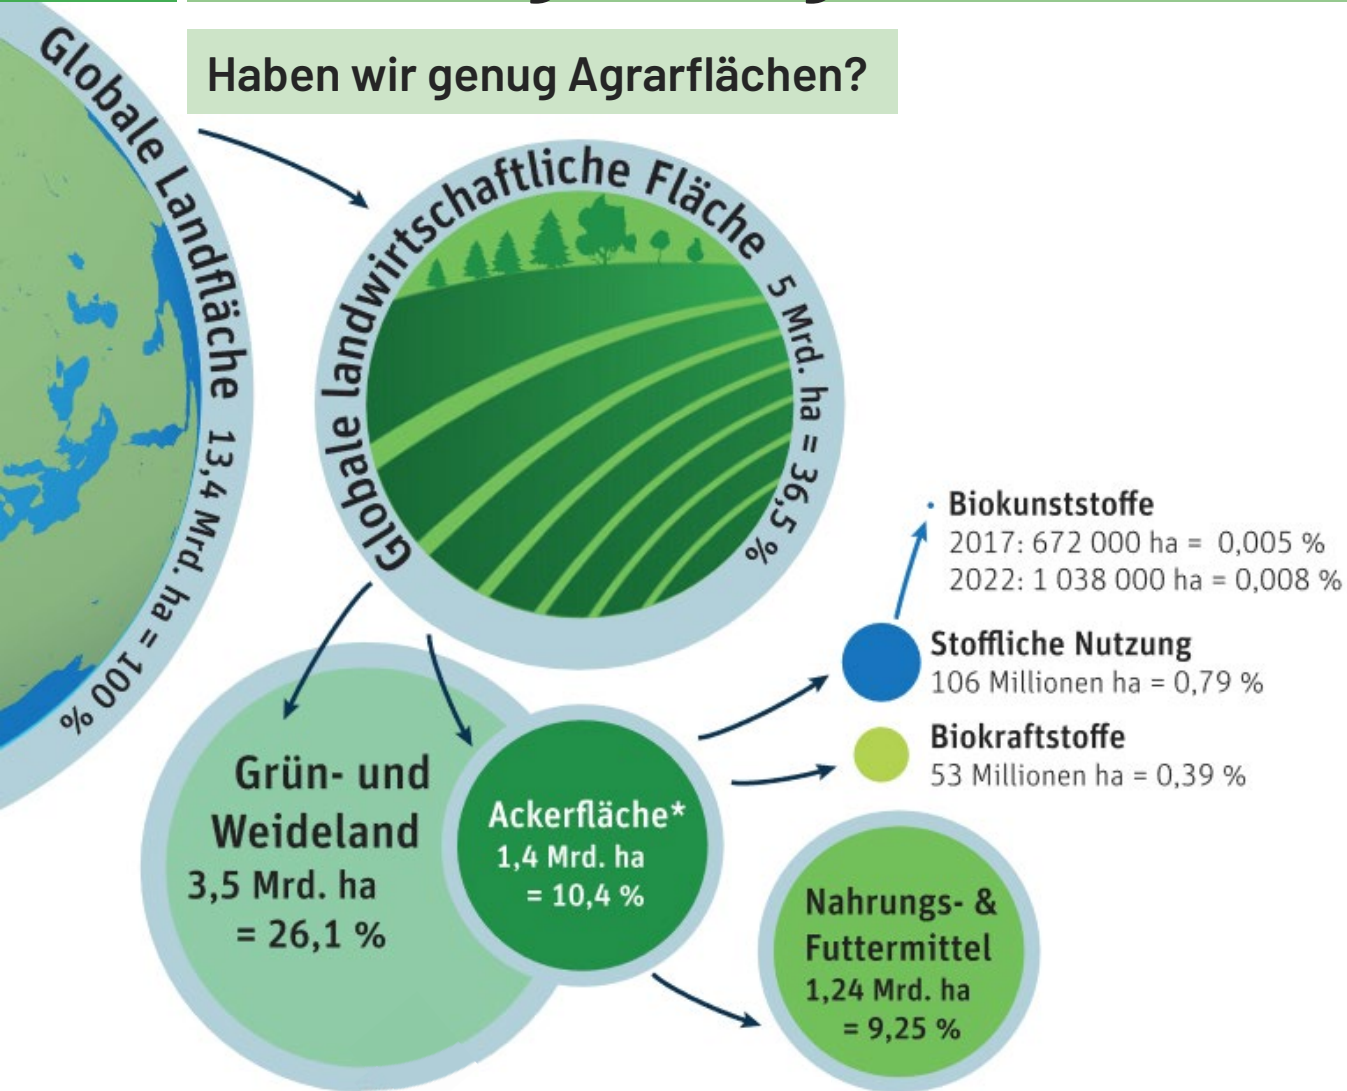 Haben wir genug Agrarflächen?
Globale Landfläche 13,4 Mrd. ha = 100 %
Globale landwirtschaftliche Fläche 5 Mrd. ha = 36,5 %
Biokunststoffe
2017: 672 000 ha = 0,005 %
2022: 1 038 000 ha = 0,008 %
Stoffliche Nutzung
106 Millionen ha = 0,79 %
Biokraftstoffe
53 Millionen ha = 0,39 %
Grün- und
Weideland
3,5 Mrd. ha
= 26,1 %
Ackerfläche*
1,4 Mrd. ha
= 10,4 %
Nahrungs- &
Futtermittel
1,24 Mrd. ha
= 9,25 %